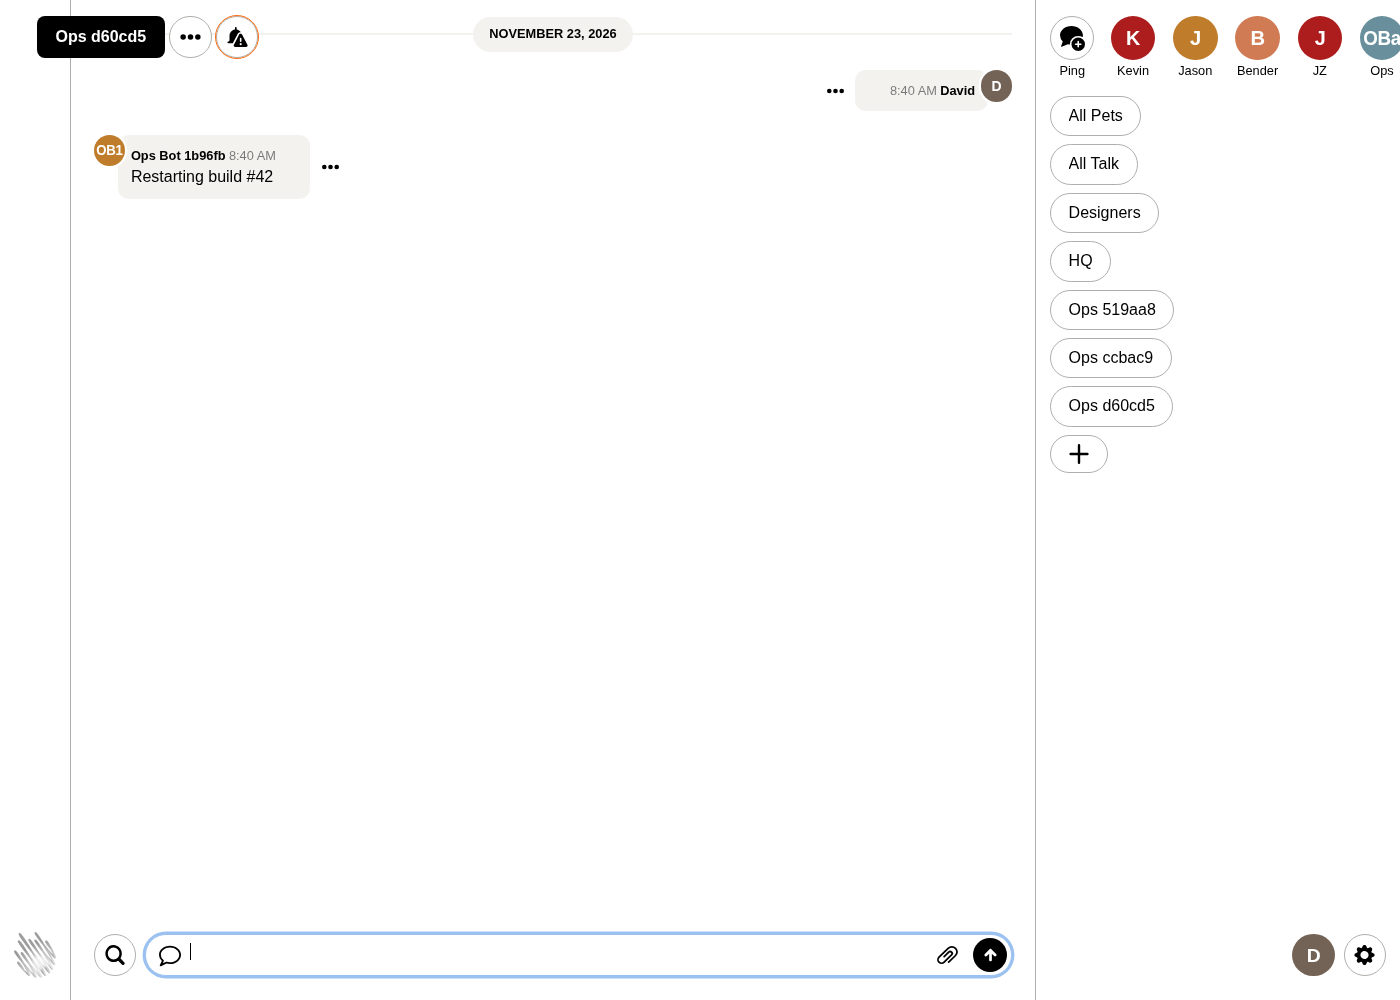 Ops d60cd5
NOVEMBER 23, 2026
8:40 AM David
D
OB1
Ops Bot 1b96fb 8:40 AM
Restarting build #42
K
J
B
J
OBa
Ping
Kevin
Jason
Bender
JZ
Ops
All Pets
All Talk
Designers
HQ
Ops 519aa8
Ops ccbac9
Ops d60cd5
D